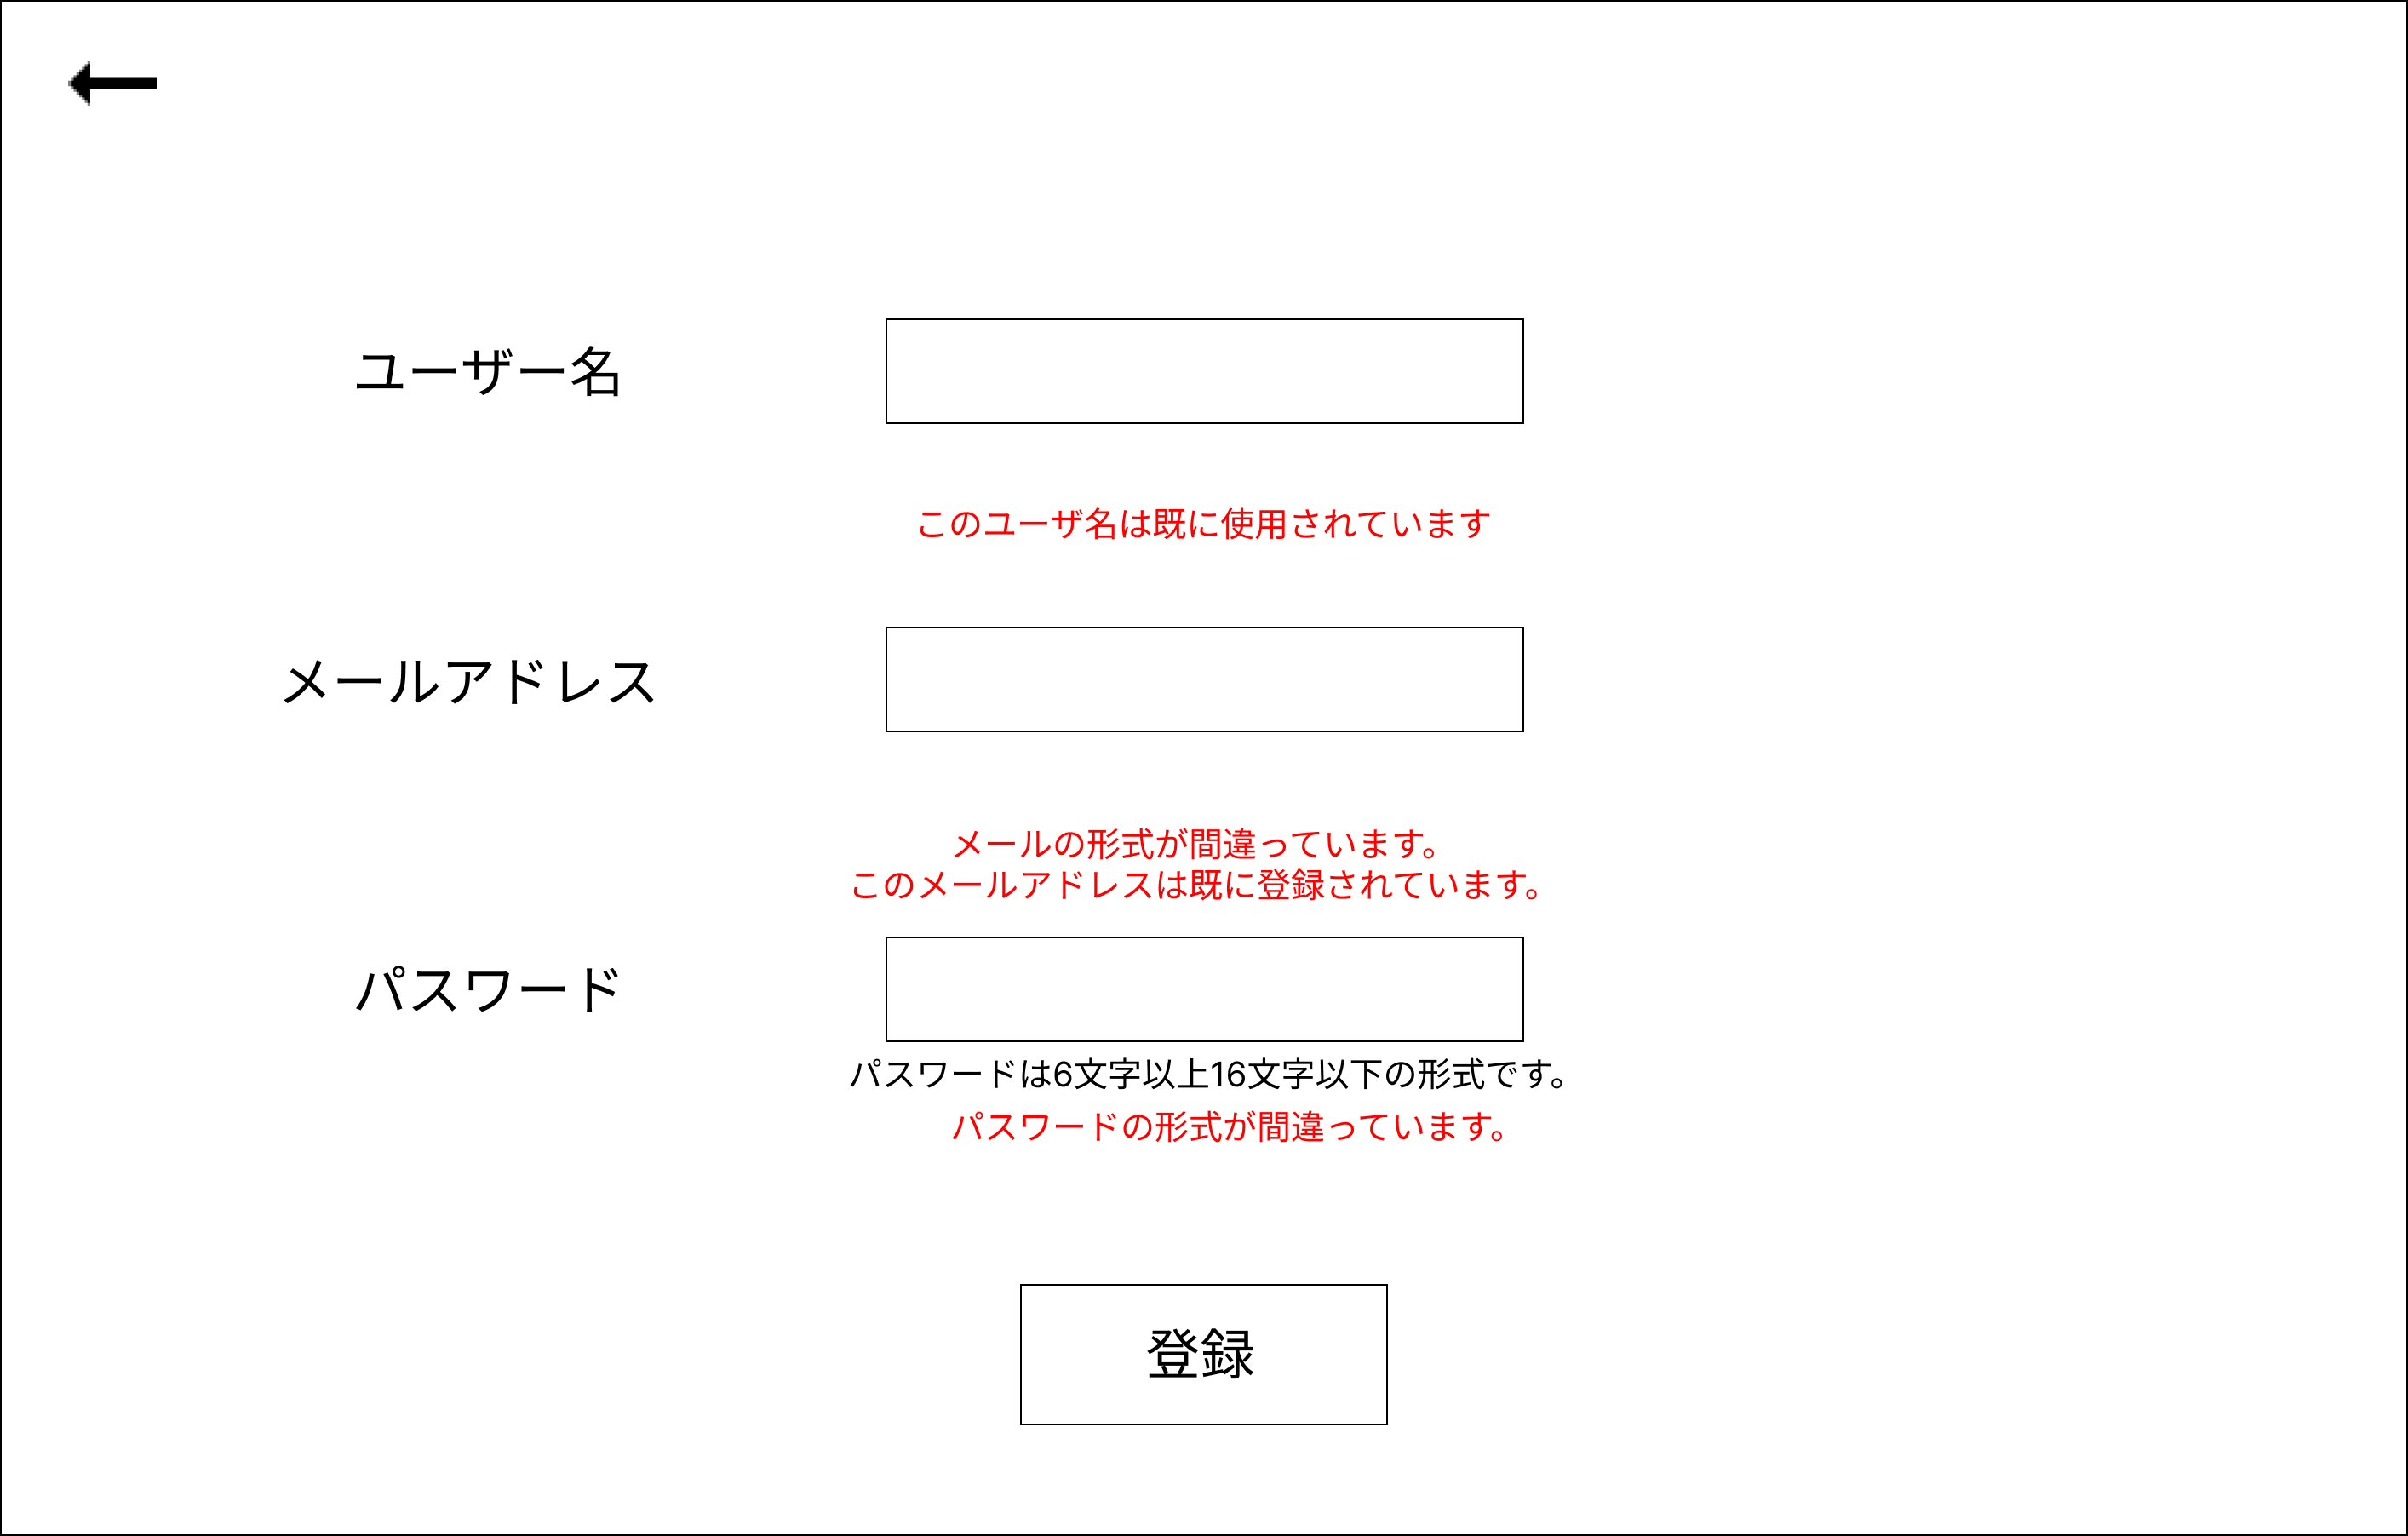 ユーザー名
このユーザ名は既に使用されています
メールアドレス
メールの形式が間違っています。
このメールアドレスは既に登録されています。
パスワード
パスワードは6文字以上16文字以下の形式です。
パスワードの形式が間違っています。
登録